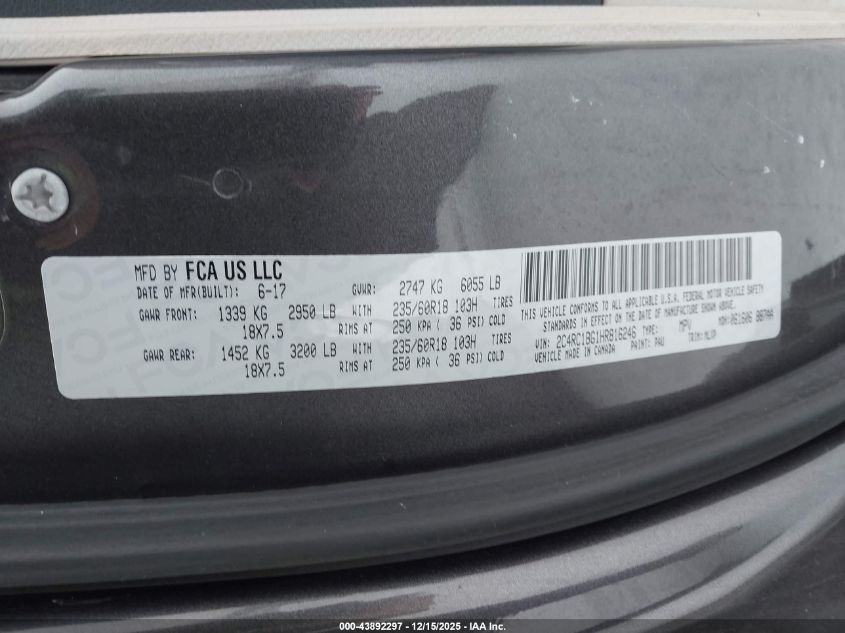 MFD BY FCA US LLC
DATE OF MFR(BUILT): 6-17 GVWR: 2747 KG 6055 LB
GAWR FRONT: 1339 KG 2950 LB WITH 235/60R18 103H TIRES
18X7.5 RIMS AT 250 KPA ( 36 PSI) COLD
GAWR REAR: 1452 KG 3200 LB WITH 235/60R18 103H TIRES
18X7.5 RIMS AT 250 KPA ( 36 PSI) COLD
THIS VEHICLE CONFORMS TO ALL APPLICABLE U.S.A. FEDERAL MOTOR VEHICLE SAFETY
STANDARDS IN EFFECT ON THE DATE OF MANUFACTURE SHOWN ABOVE.
VIN: 2C4RC1BG1HR816246 TYPE: MPV MDH: 061606
MADE IN CANADA PAINT: PAU TRIM:
000-43892297 - 12/15/2025 - IAAI.COM